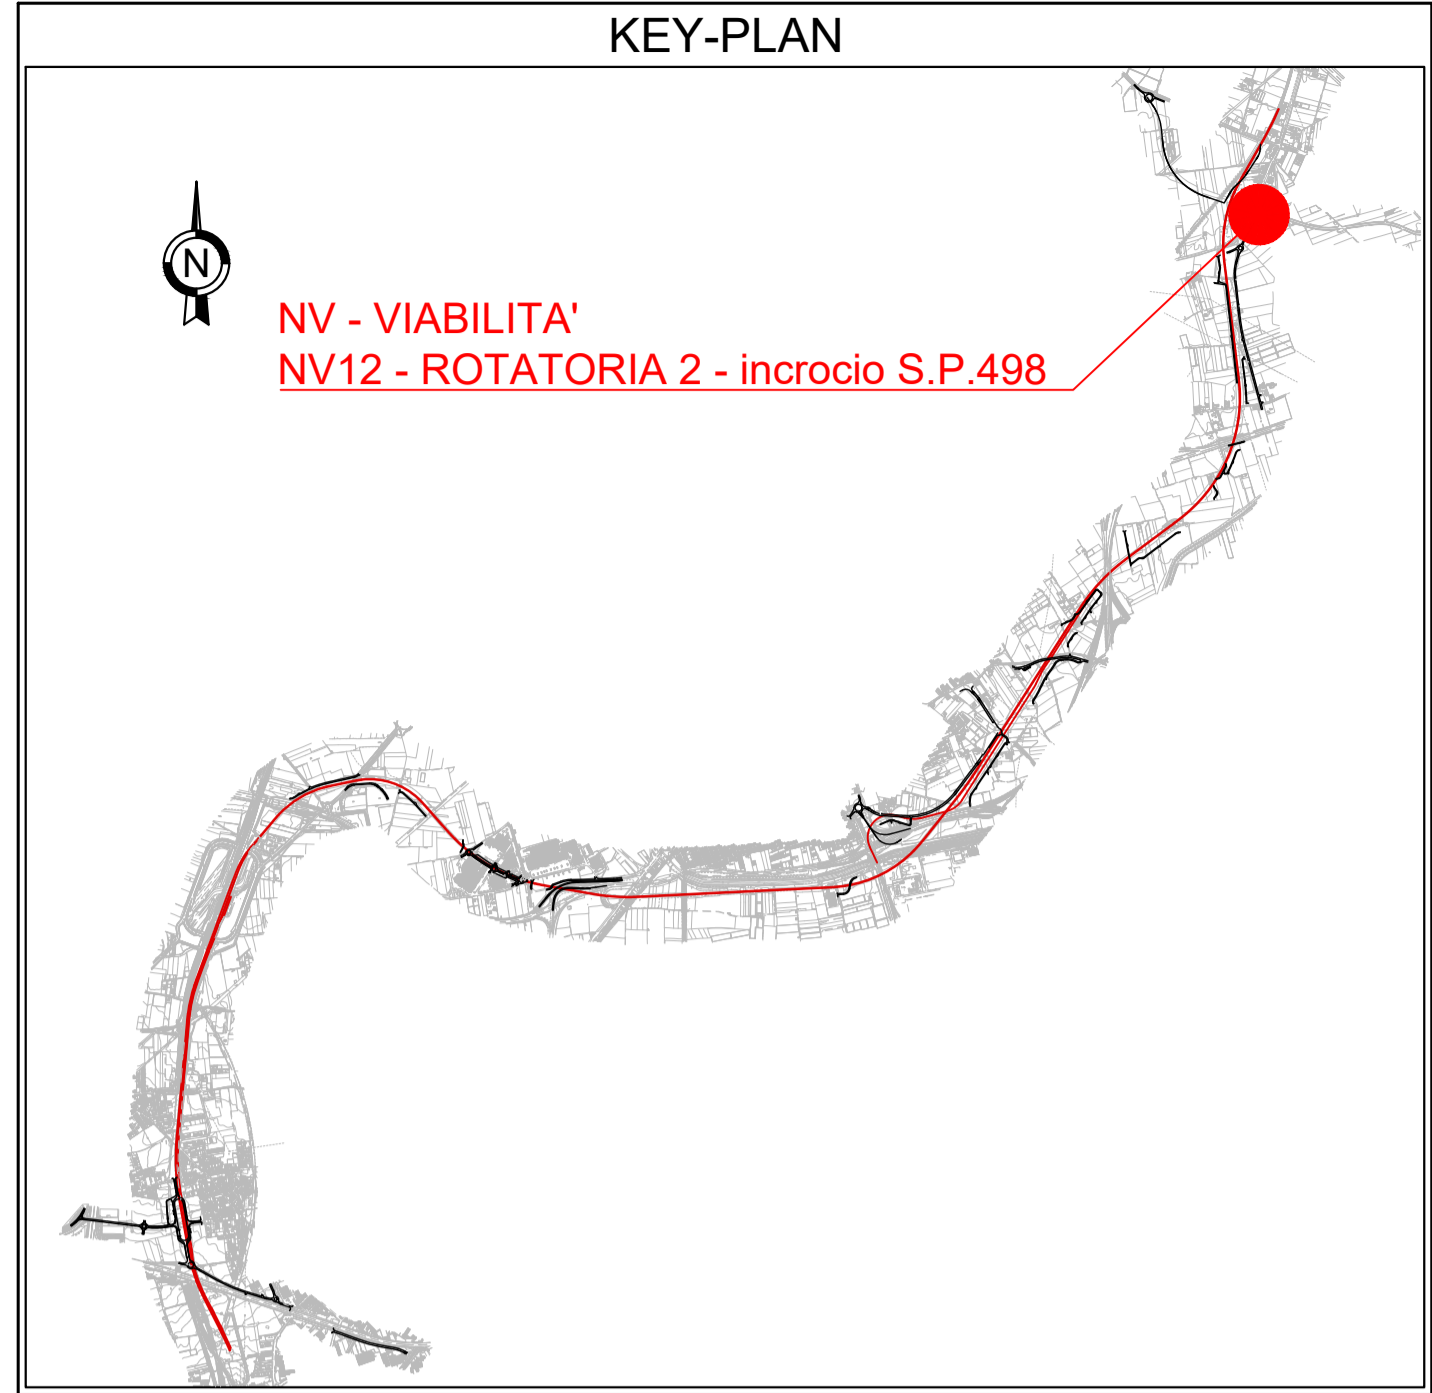 KEY-PLAN
N
NV - VIABILITA'
NV12 - ROTATORIA 2 - incrocio S.P.498